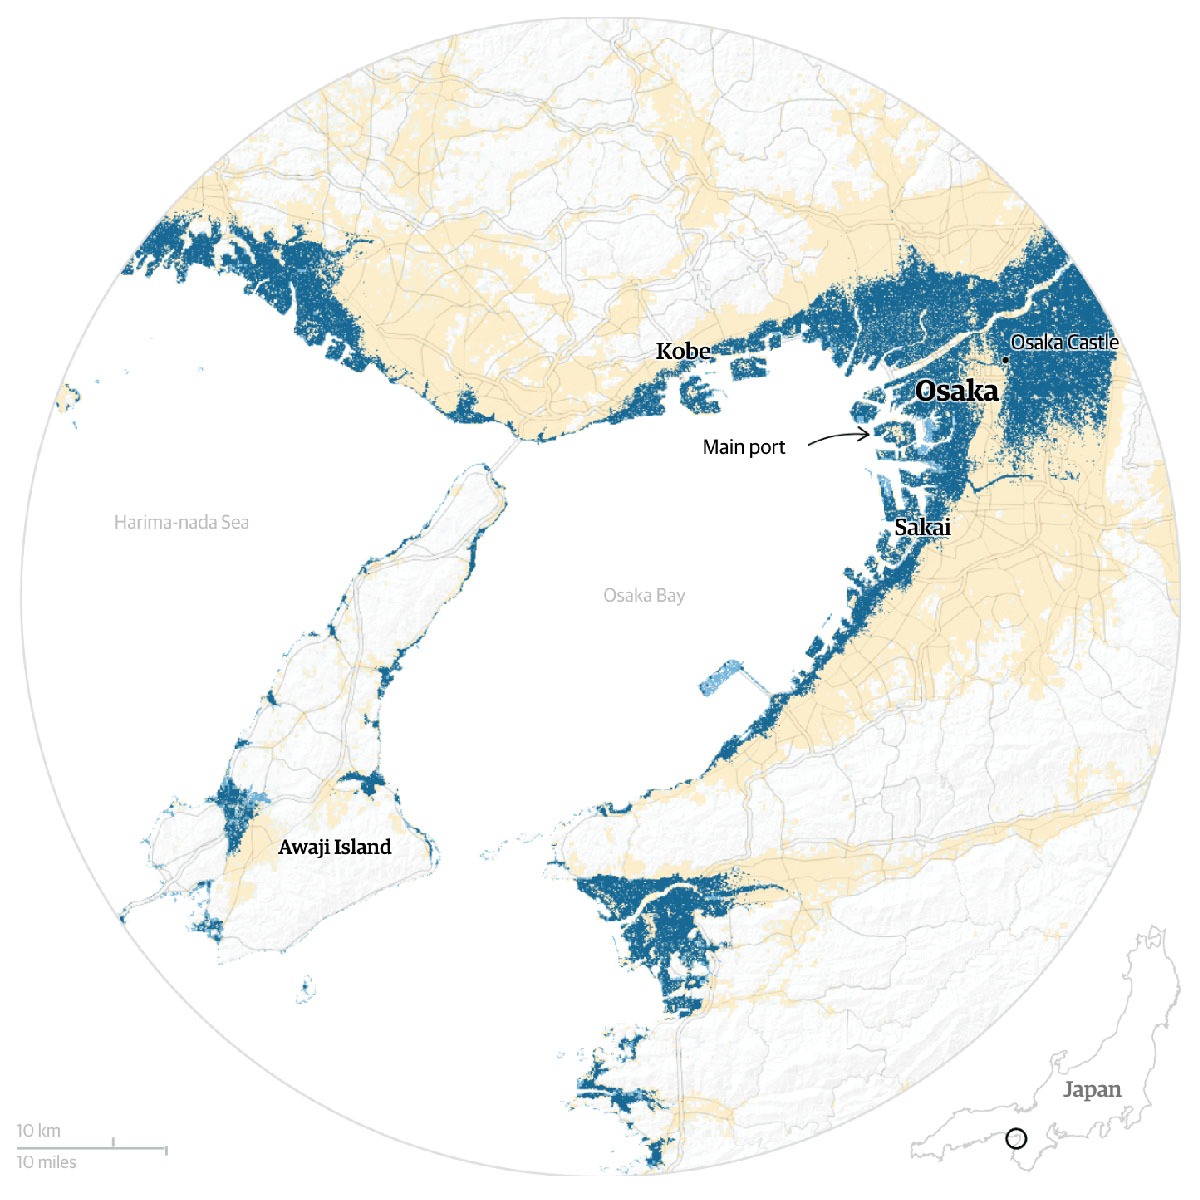 Kobe
Osaka Castle
Osaka
Main port
Harima-nada Sea
Sakai
Osaka Bay
Awaji Island
Japan
10 km
10 miles